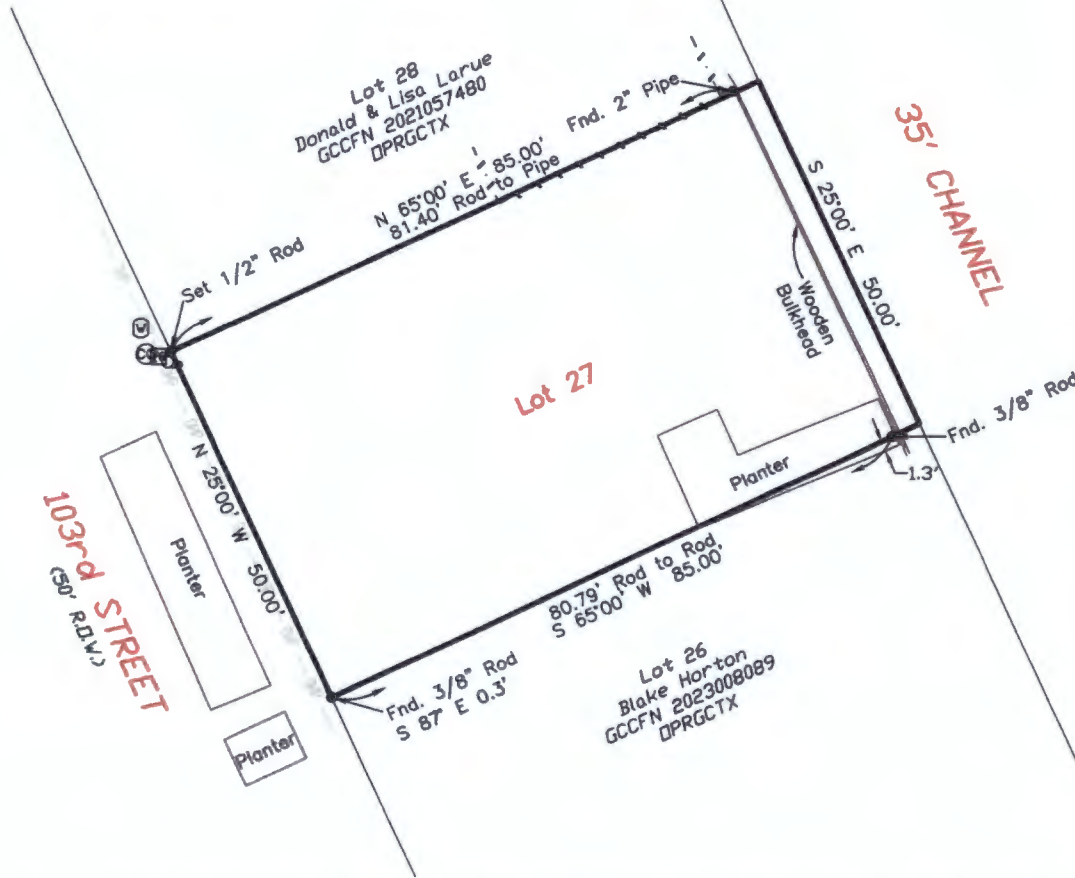 Lot 28
Donald & Lisa Larue
GCCFN 2021057480
OPRGCTX
Fnd. 2" Pipe
N 65°00' E 85.00'
81.40' Rod to Pipe
Set 1/2" Rod
35' CHANNEL
S 25°00' E 50.00'
Wooden
Bulkhead
Lot 27
Fnd. 3/8" Rod
1.3'
Planter
N 25°00' W 50.00'
103rd STREET
(50' R.O.W.)
Planter
80.79' Rod to Rod
S 65°00' W 85.00'
Fnd. 3/8" Rod
S 87° E 0.3'
Lot 26
Blake Horton
GCCFN 2023008089
OPRGCTX
Planter